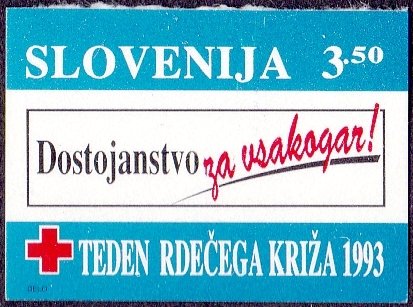 SLOVENIJA 3.50
Dostojanstvo za vsakogar!
TEDEN RDEČEGA KRIŽA 1993